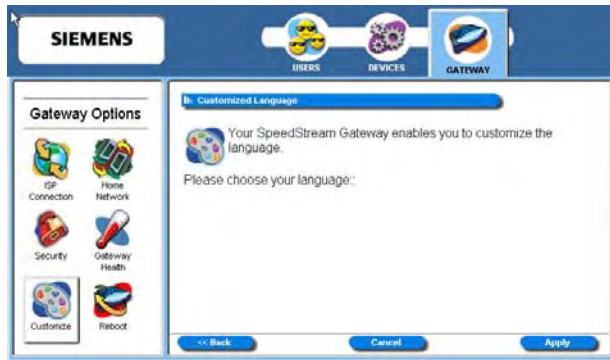 SIEMENS
USERS
DEVICES
GATEWAY
Gateway Options
ISP
Connection
Home
Network
Security
Gateway
Health
Customize
Reboot
Customized Language
Your SpeedStream Gateway enables you to customize the
language.
Please choose your language::
<< Back
Cancel
Apply